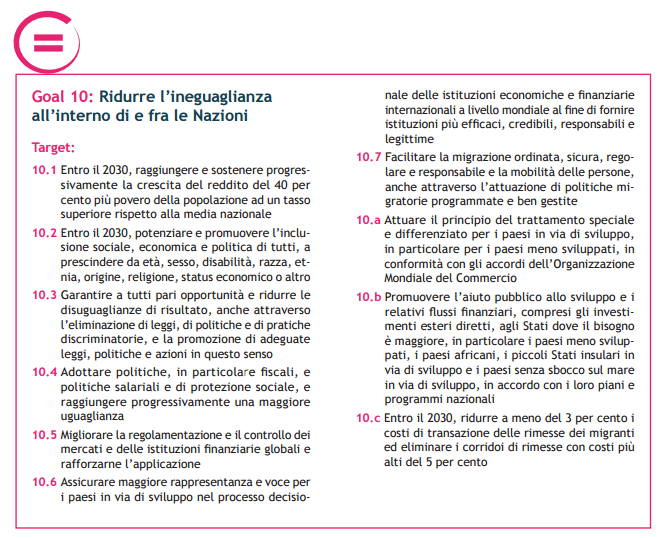 Goal 10: Ridurre l’ineguaglianza
all’interno di e fra le Nazioni
Target:
10.1 Entro il 2030, raggiungere e sostenere progres-
sivamente la crescita del reddito del 40 per
cento più povero della popolazione ad un tasso
superiore rispetto alla media nazionale
10.2 Entro il 2030, potenziare e promuovere l’inclu-
sione sociale, economica e politica di tutti, a
prescindere da età, sesso, disabilità, razza, et-
nia, origine, religione, status economico o altro
10.3 Garantire a tutti pari opportunità e ridurre le
disuguaglianze di risultato, anche attraverso
l’eliminazione di leggi, di politiche e di pratiche
discriminatorie, e la promozione di adeguate
leggi, politiche e azioni in questo senso
10.4 Adottare politiche, in particolare fiscali, e
politiche salariali e di protezione sociale, e
raggiungere progressivamente una maggiore
uguaglianza
10.5 Migliorare la regolamentazione e il controllo dei
mercati e delle istituzioni finanziarie globali e
rafforzarne l’applicazione
10.6 Assicurare maggiore rappresentanza e voce per
i paesi in via di sviluppo nel processo decisio-
nale delle istituzioni economiche e finanziarie
internazionali a livello mondiale al fine di fornire
istituzioni più efficaci, credibili, responsabili e
legittime
10.7 Facilitare la migrazione ordinata, sicura, rego-
lare e responsabile e la mobilità delle persone,
anche attraverso l’attuazione di politiche mi-
gratorie programmate e ben gestite
10.a Attuare il principio del trattamento speciale
e differenziato per i paesi in via di sviluppo,
in particolare per i paesi meno sviluppati, in
conformità con gli accordi dell’Organizzazione
Mondiale del Commercio
10.b Promuovere l’aiuto pubblico allo sviluppo e i
relativi flussi finanziari, compresi gli investi-
menti esteri diretti, agli Stati dove il bisogno
è maggiore, in particolare i paesi meno svilup-
pati, i paesi africani, i piccoli Stati insulari in
via di sviluppo e i paesi senza sbocco sul mare
in via di sviluppo, in accordo con i loro piani e
programmi nazionali
10.c Entro il 2030, ridurre a meno del 3 per cento i
costi di transazione delle rimesse dei migranti
ed eliminare i corridoi di rimesse con costi più
alti del 5 per cento